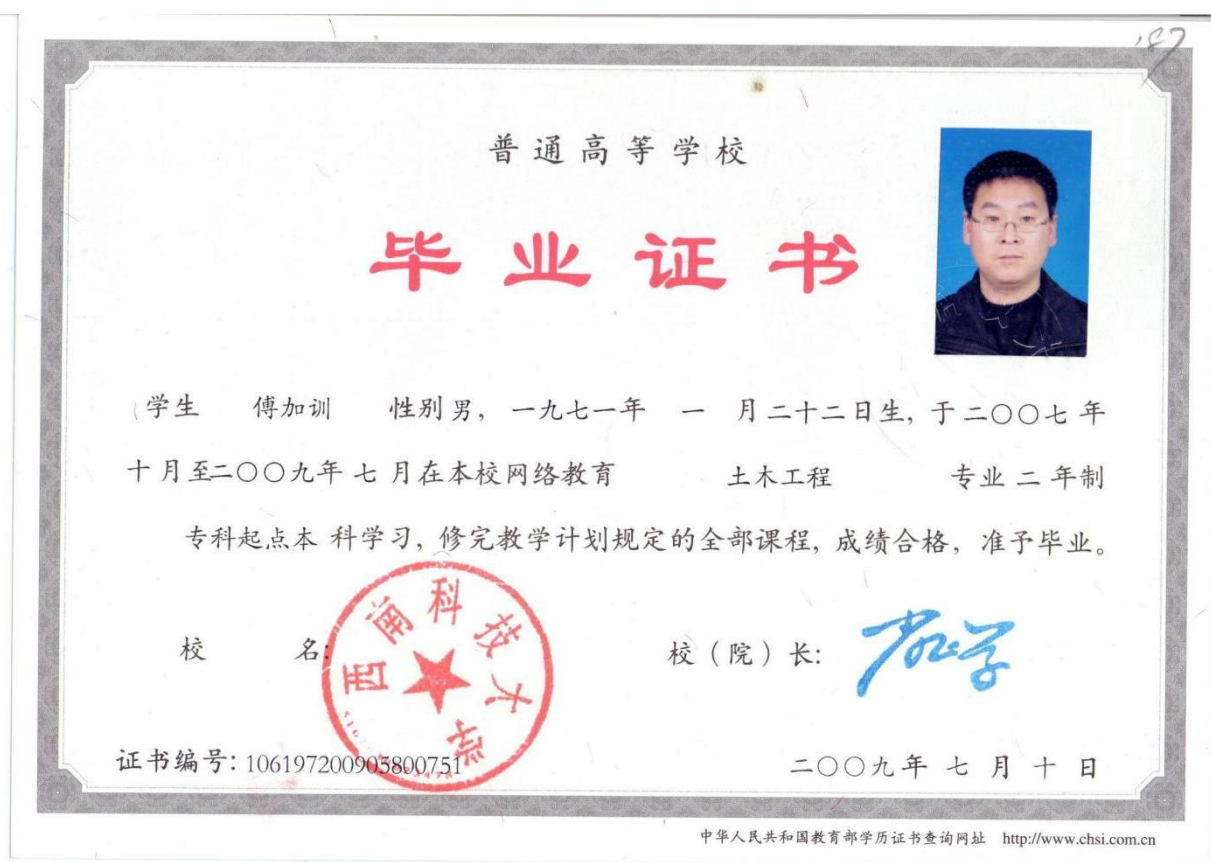 普通高等学校
毕业证书
学生 傅加训 性别男，一九七一年 一 月二十二日生，于二〇〇七年
十月至二〇〇九年 七 月在本校网络教育 土木工程 专业 二 年制
专科起点本 科学习，修完教学计划规定的全部课程，成绩合格，准予毕业。
校 名：
西南科技大学
校（院）长：
证书编号：106197200905800751
二〇〇九年 七 月 十 日
中华人民共和国教育部学历证书查询网址 http://www.chsi.com.cn